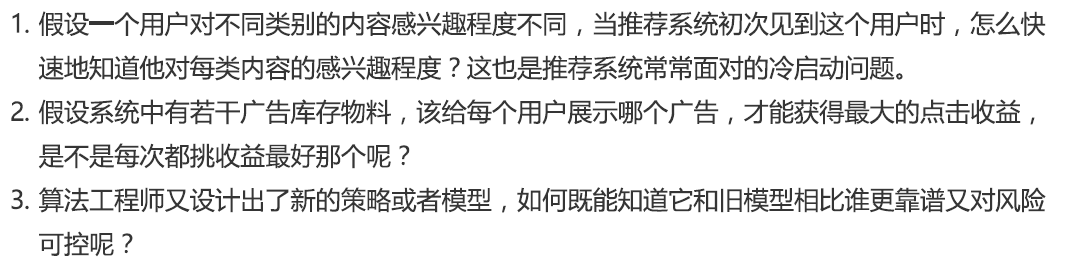 1. 假设一个用户对不同类别的内容感兴趣程度不同，当推荐系统初次见到这个用户时，怎么快
速地知道他对每类内容的感兴趣程度？这也是推荐系统常常面对的冷启动问题。
2. 假设系统中有若干广告库存物料，该给每个用户展示哪个广告，才能获得最大的点击收益，
是不是每次都挑收益最好那个呢？
3. 算法工程师又设计出了新的策略或者模型，如何既能知道它和旧模型相比谁更靠谱又对风险
可控呢？